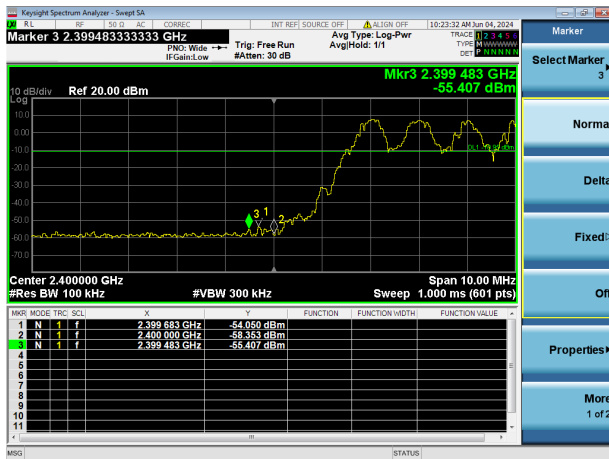 Keysight Spectrum Analyzer - Swept SA
RL RF 50 Ω AC CORREC INT REF SOURCE OFF ALIGN OFF 10:23:32 AM Jun 04, 2024
Marker 3 2.399483333333 GHz
PNO: Wide
IFGain:Low
Trig: Free Run
#Atten: 30 dB
Avg Type: Log-Pwr
Avg|Hold: 1/1
TRACE 1 2 3 4 5 6
TYPE M W W W W W
DET P N N N N N
Mkr3 2.399 483 GHz
-55.407 dBm
10 dB/div Ref 20.00 dBm
Log
10.0
0.00
-10.0
-20.0
-30.0
-40.0
-50.0
-60.0
-70.0
3 1 2
Center 2.400000 GHz Span 10.00 MHz
#Res BW 100 kHz #VBW 300 kHz Sweep 1.000 ms (601 pts)
MKR MODE TRC SCL X Y FUNCTION FUNCTION WIDTH FUNCTION VALUE
1 N 1 f 2.399 683 GHz -54.050 dBm
2 N 1 f 2.400 000 GHz -58.353 dBm
3 N 1 f 2.399 483 GHz -55.407 dBm
4
5
6
7
8
9
10
11
MSG STATUS
Marker
Select Marker
3
Norma
Delta
Fixed
Off
Properties
More
1 of 2